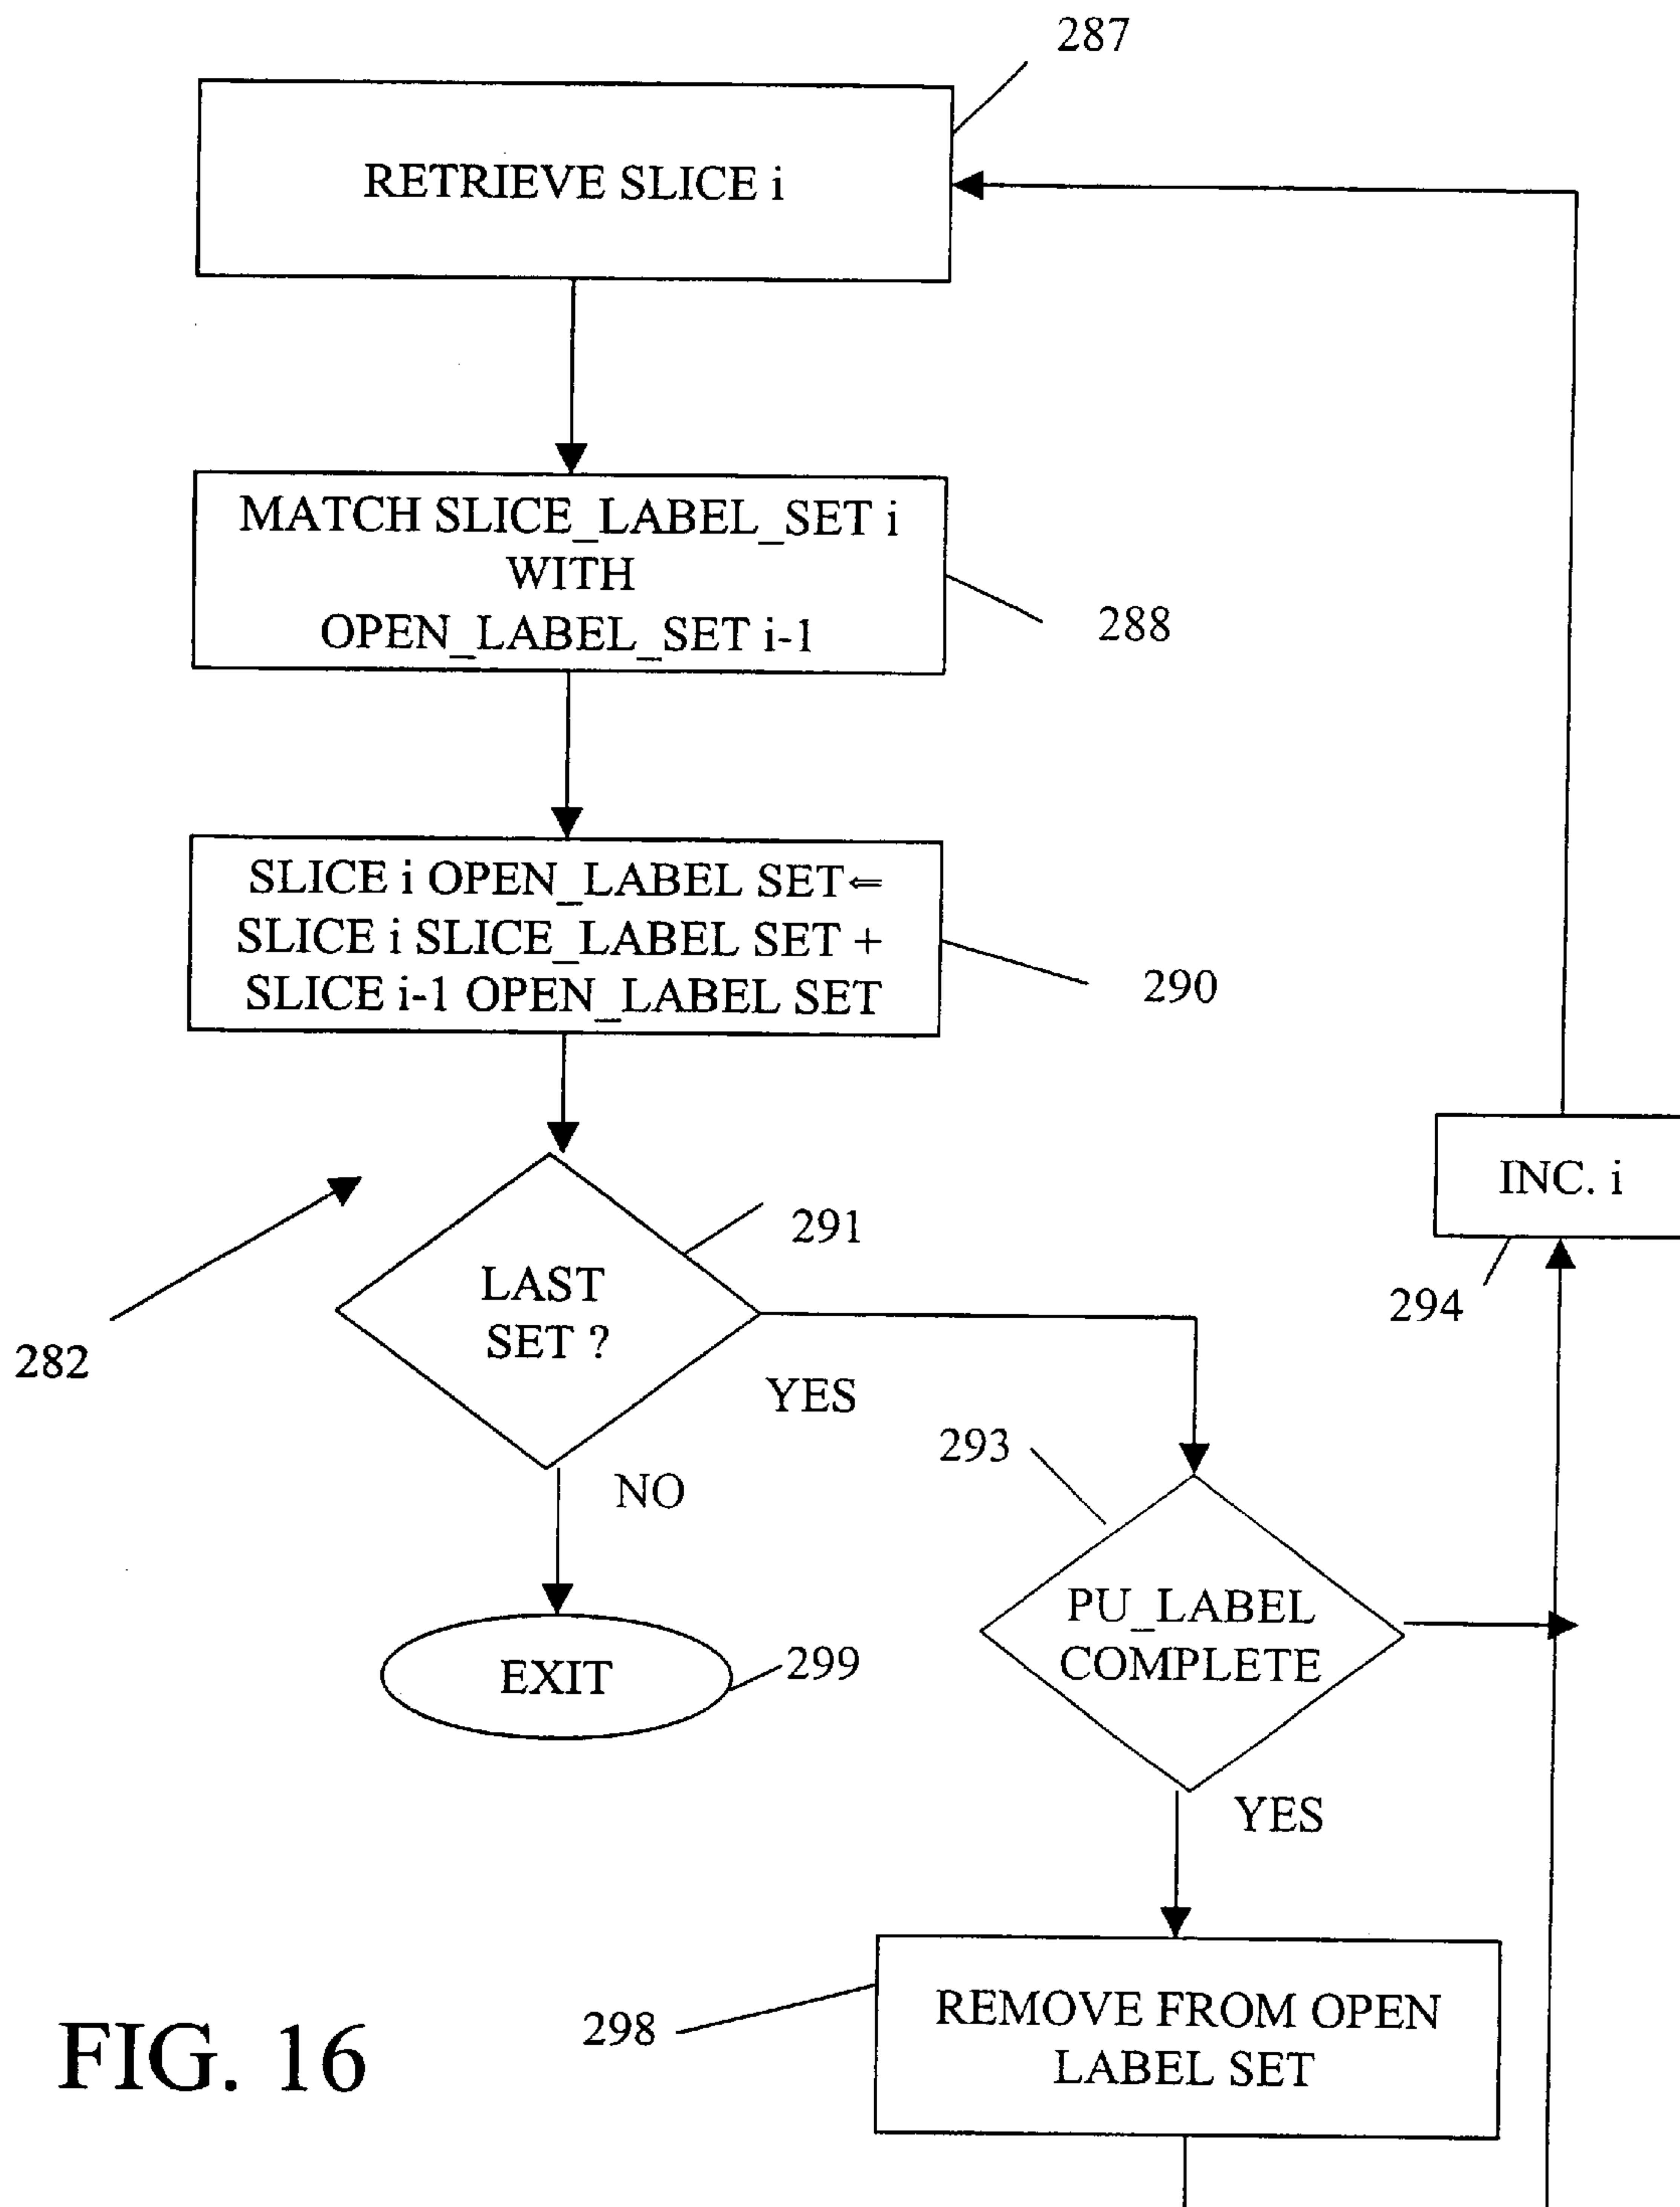 287
RETRIEVE SLICE i
MATCH SLICE_LABEL_SET i
WITH
OPEN_LABEL_SET i-1
288
SLICE i OPEN_LABEL SET⇐
SLICE i SLICE_LABEL SET +
SLICE i-1 OPEN_LABEL SET
290
INC. i
294
291
LAST
SET ?
282
YES
NO
293
PU_LABEL
COMPLETE
EXIT
299
YES
298
REMOVE FROM OPEN
LABEL SET
FIG. 16